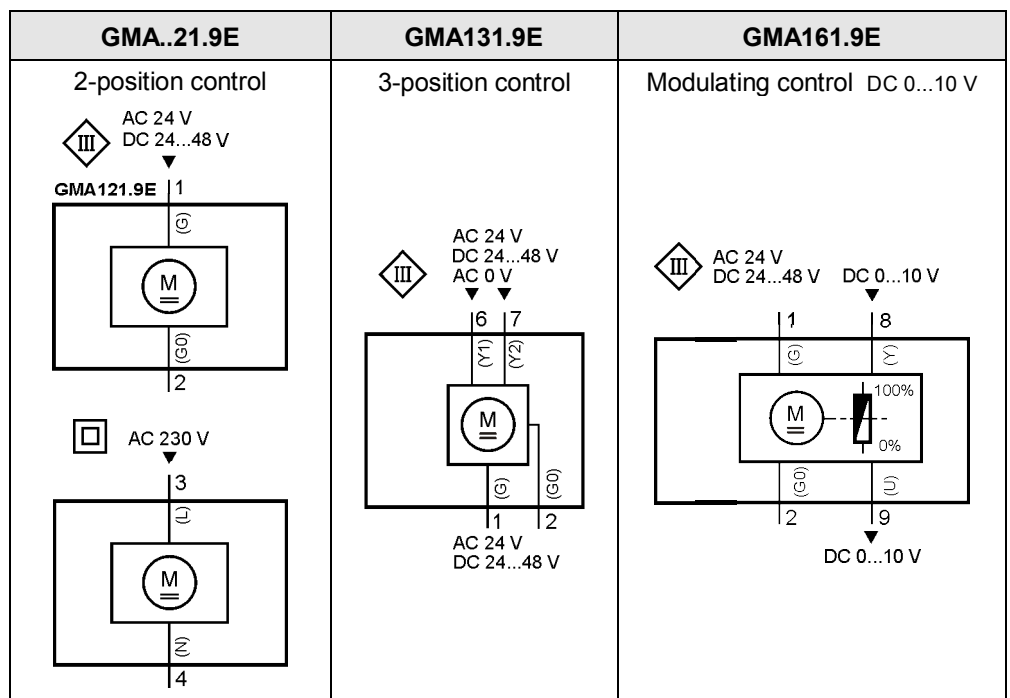 GMA..21.9E
2-position control
AC 24 V
III
DC 24...48 V
GMA121.9E
1
(G)
M
(G0)
2
AC 230 V
3
(L)
M
(N)
4
GMA131.9E
3-position control
AC 24 V
DC 24...48 V
III
AC 0 V
6 7
(Y1) (Y2)
M
(G) (G0)
1 2
AC 24 V
DC 24...48 V
GMA161.9E
Modulating control DC 0...10 V
AC 24 V
III
DC 24...48 V DC 0...10 V
1 8
(G) (Y)
100%
M
0%
(G0) (U)
2 9
DC 0...10 V